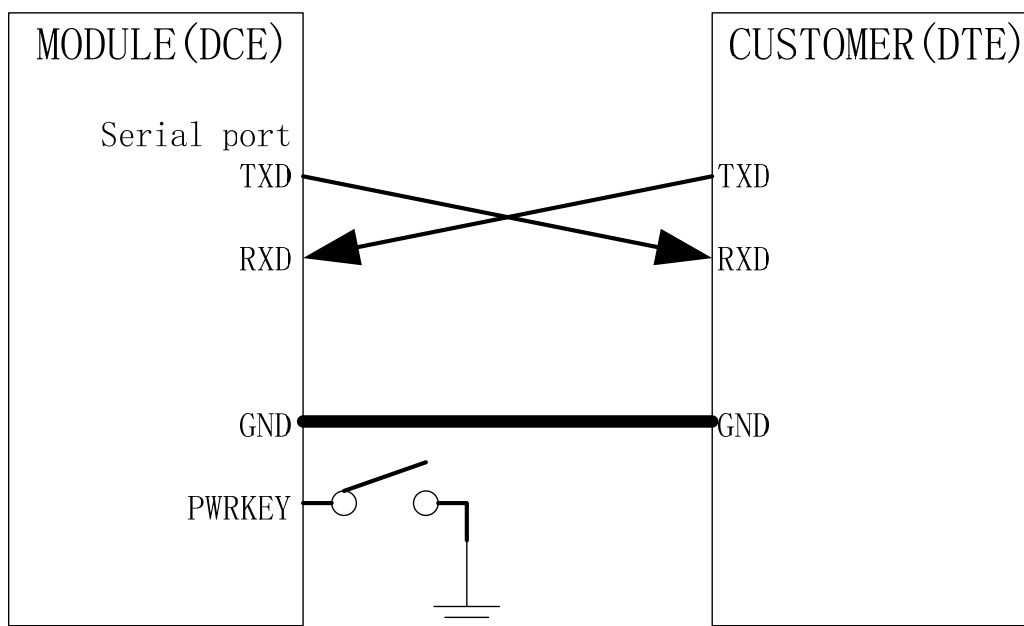 MODULE(DCE)
CUSTOMER(DTE)
Serial port
TXD
TXD
RXD
RXD
GND
GND
PWRKEY